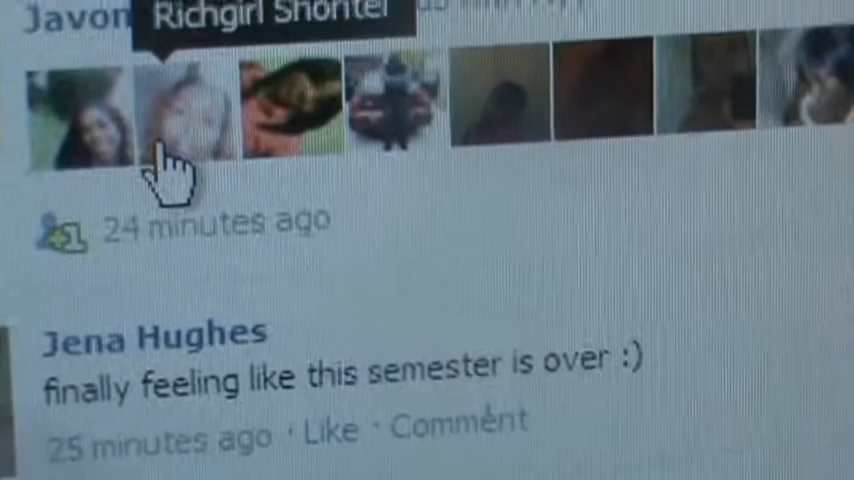 Javon
Richgirl Shontel
+1 24 minutes ago
Jena Hughes
finally feeling like this semester is over :)
25 minutes ago · Like · Comment